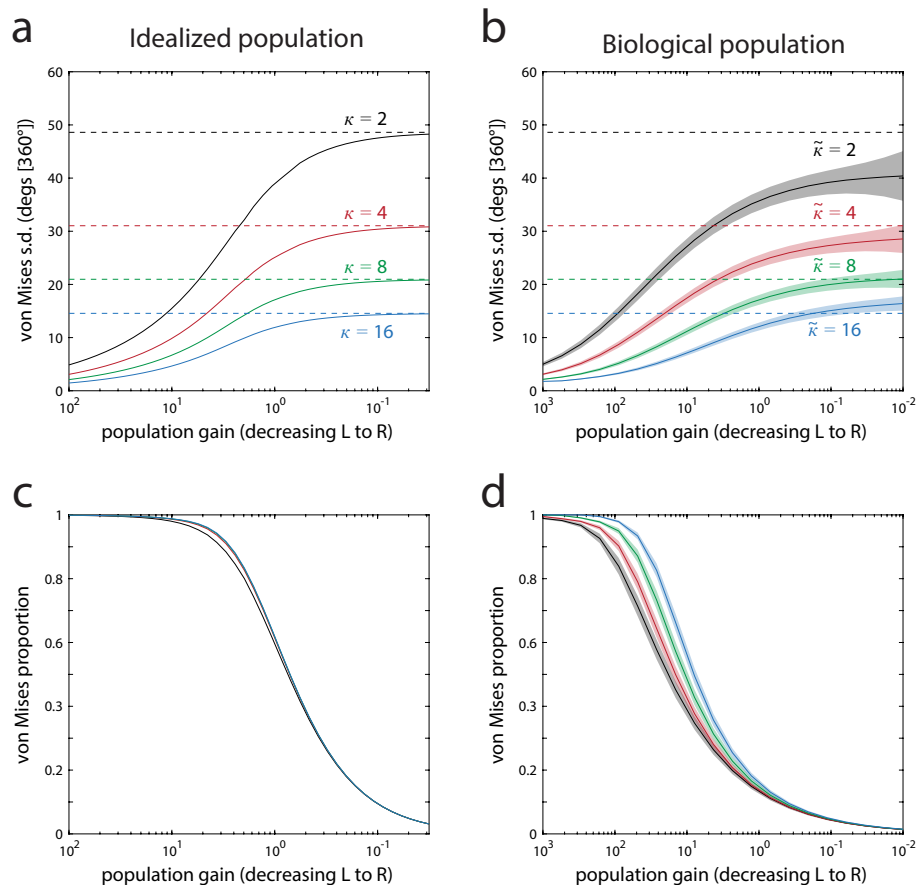 a
Idealized population
60
50
40
30
20
10
0
von Mises s.d. (degs [360°])
κ = 2
κ = 4
κ = 8
κ = 16
10² 10¹ 10⁰ 10⁻¹
population gain (decreasing L to R)
b
Biological population
60
50
40
30
20
10
0
von Mises s.d. (degs [360°])
κ̃ = 2
κ̃ = 4
κ̃ = 8
κ̃ = 16
10³ 10² 10¹ 10⁰ 10⁻¹ 10⁻²
population gain (decreasing L to R)
c
1
0.8
0.6
0.3
0.2
0
von Mises proportion
10² 10¹ 10⁰ 10⁻¹
population gain (decreasing L to R)
d
1
0.8
0.6
0.3
0.2
0
von Mises proportion
10³ 10² 10¹ 10⁰ 10⁻¹ 10⁻²
population gain (decreasing L to R)